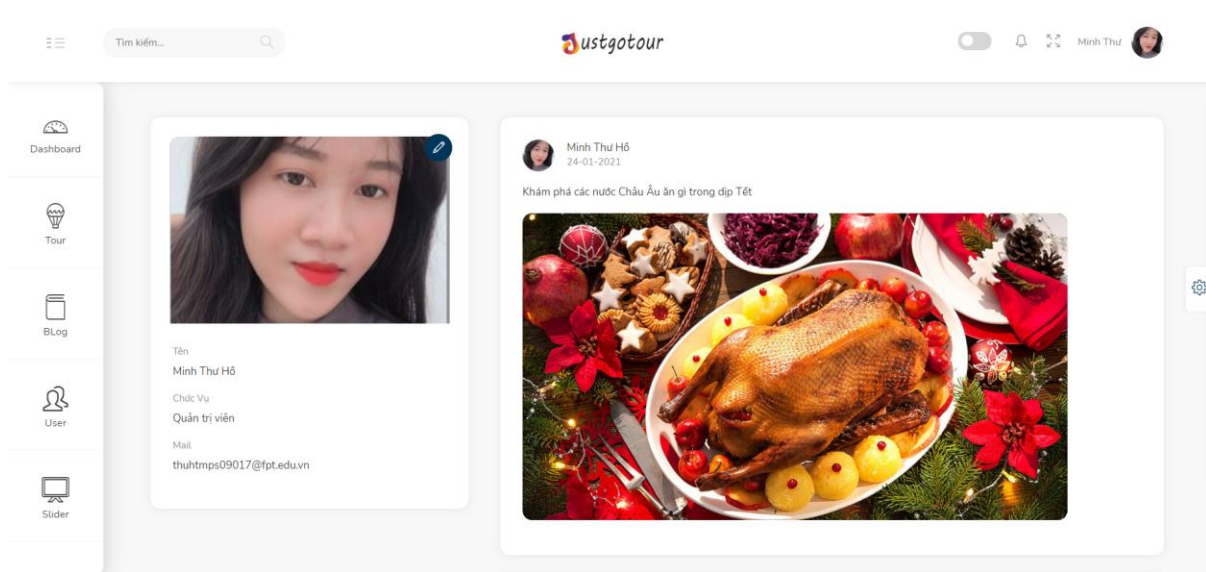 Tìm kiếm...
Justgotour
Minh Thư
Dashboard
Tour
BLog
User
Slider
Tên
Minh Thư Hồ
Chức Vụ
Quản trị viên
Mail
thuhtmps09017@fpt.edu.vn
Minh Thư Hồ
24-01-2021
Khám phá các nước Châu Âu ăn gì trong dịp Tết